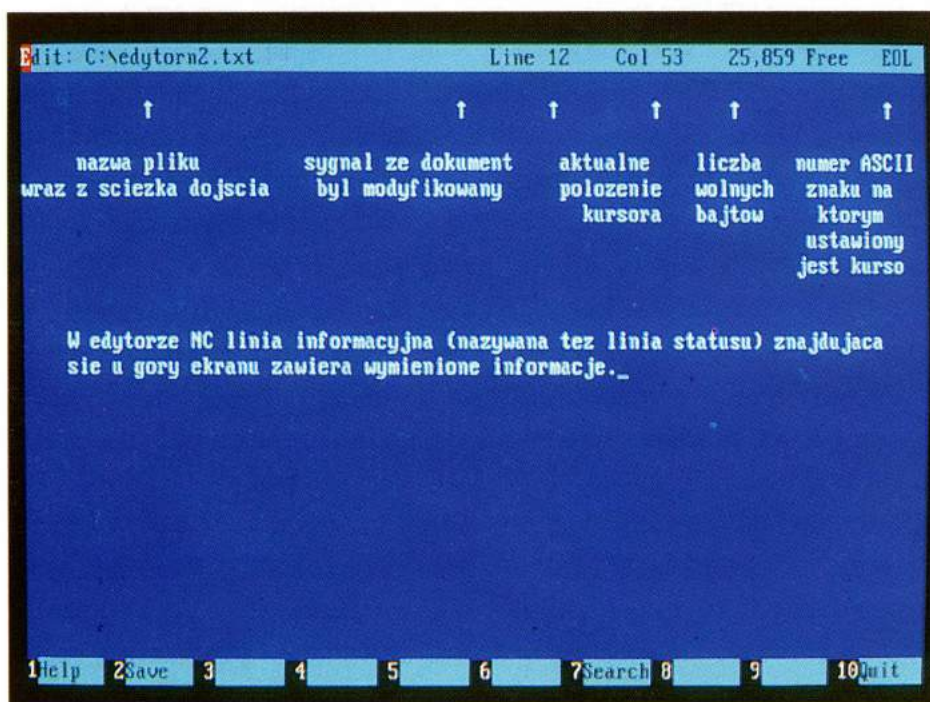 Edit: C:\edytorn2.txt Line 12 Col 53 25,859 Free EOL
↑ ↑ ↑ ↑ ↑ ↑
nazwa pliku sygnal ze dokument aktualne liczba numer ASCII
wraz z sciezka dojscia byl modyfikowany polozenie wolnych znaku na
kursora bajtow ktorym
ustawiony
jest kurso
W edytorze NC linia informacyjna (nazywana tez linia statusu) znajdujaca
sie u gory ekranu zawiera wymienione informacje._
1Help 2Save 3 4 5 6 7Search 8 9 10Quit